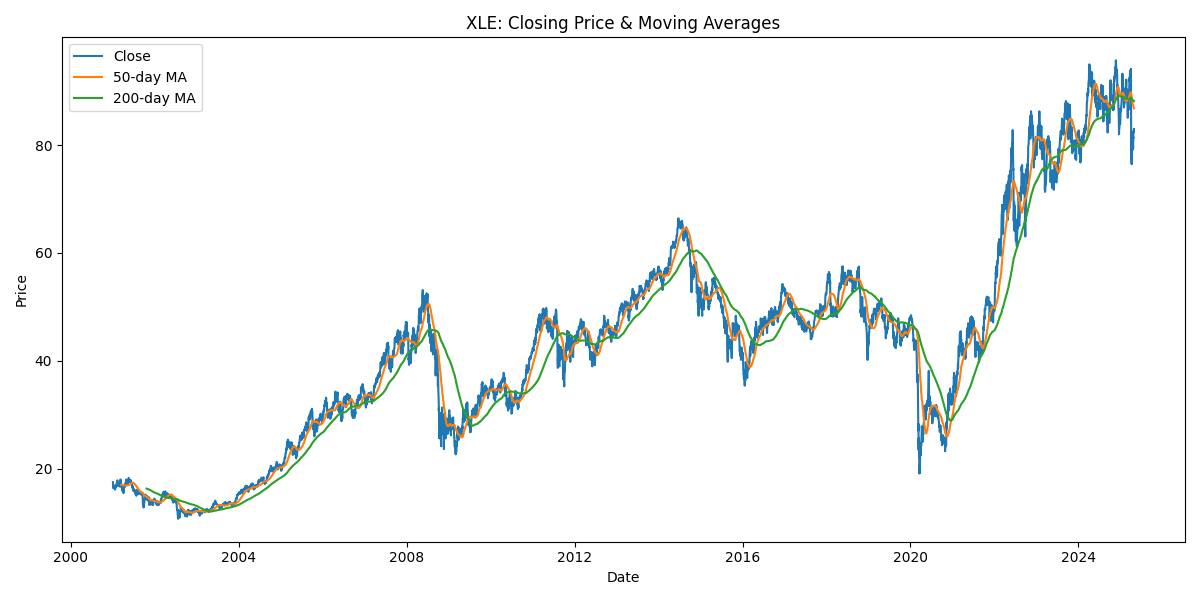 XLE: Closing Price & Moving Averages
Close
50-day MA
200-day MA
Price
80
60
40
20
2000 2004 2008 2012 2016 2020 2024
Date